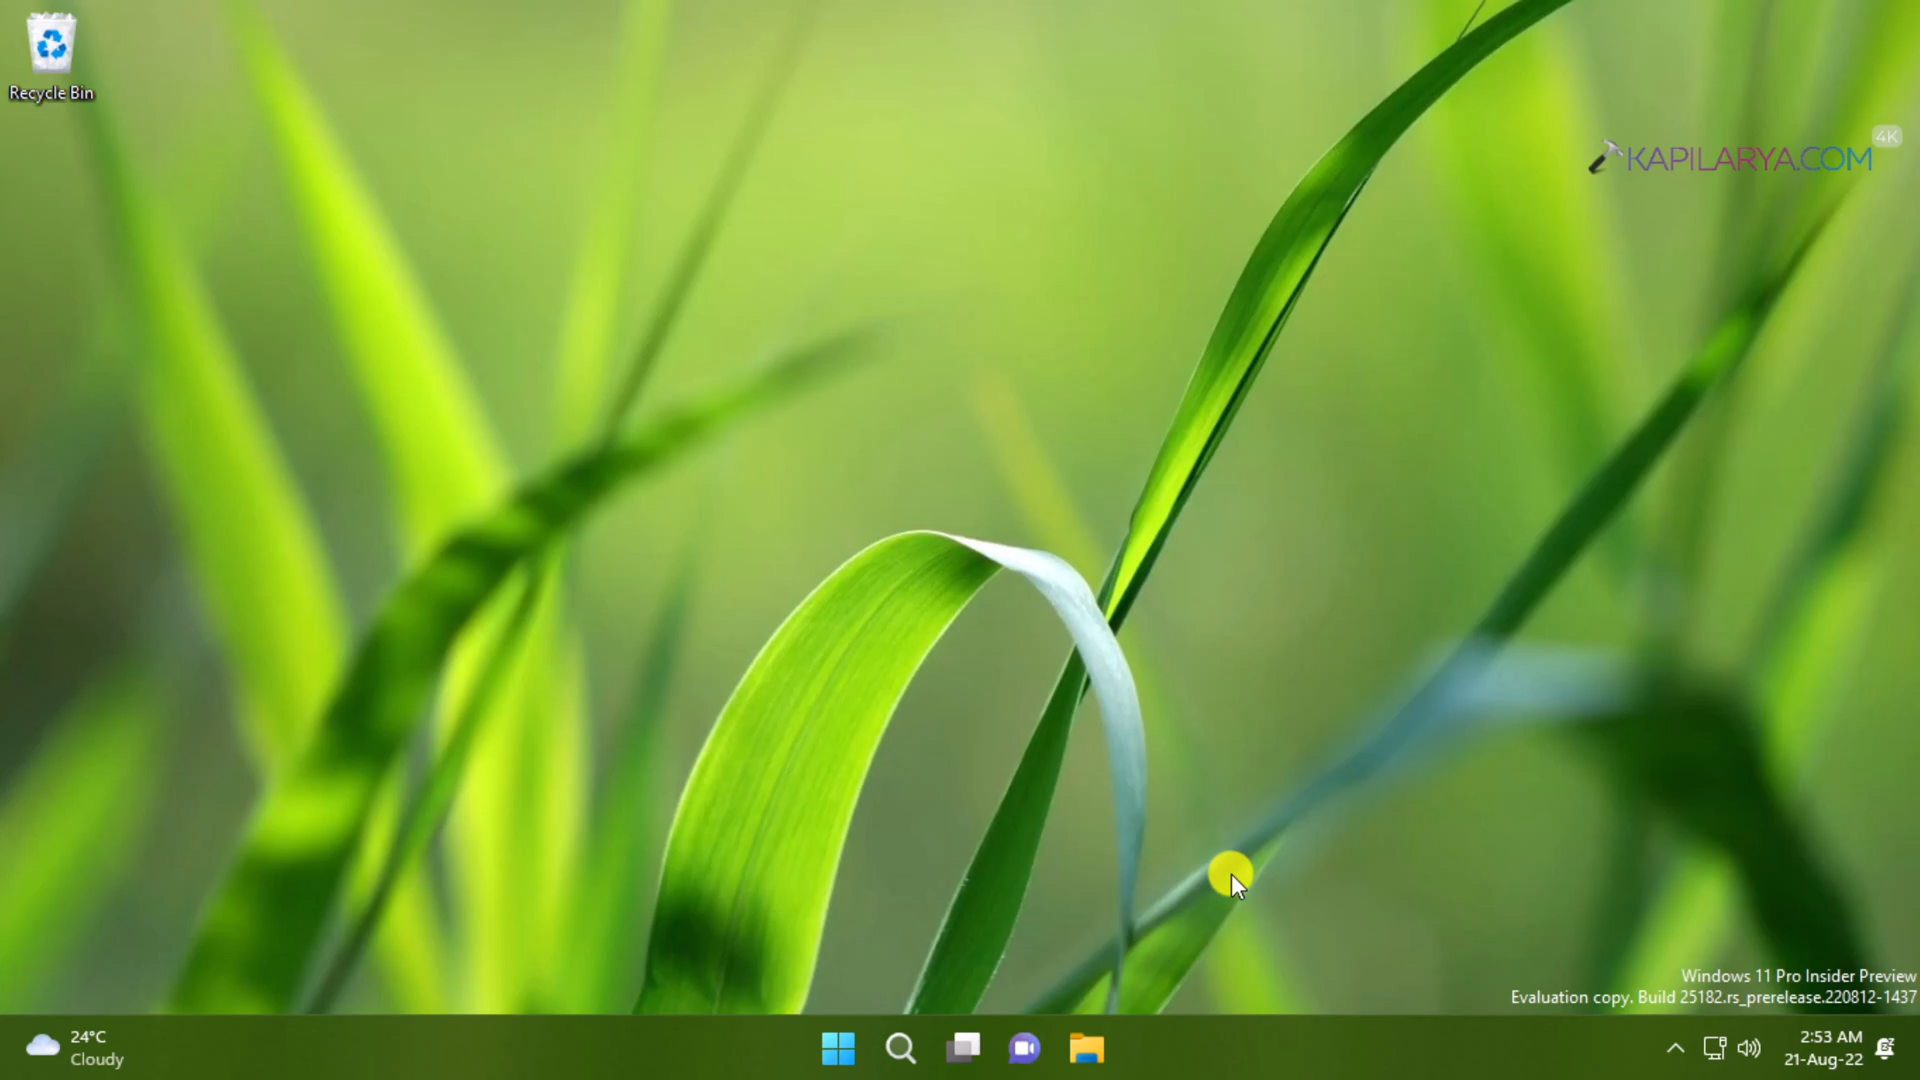 Recycle Bin
4K
KAPILARYA.COM
Windows 11 Pro Insider Preview
Evaluation copy. Build 25182.rs_prerelease.220812-1437
24°C
Cloudy
2:53 AM
21-Aug-22